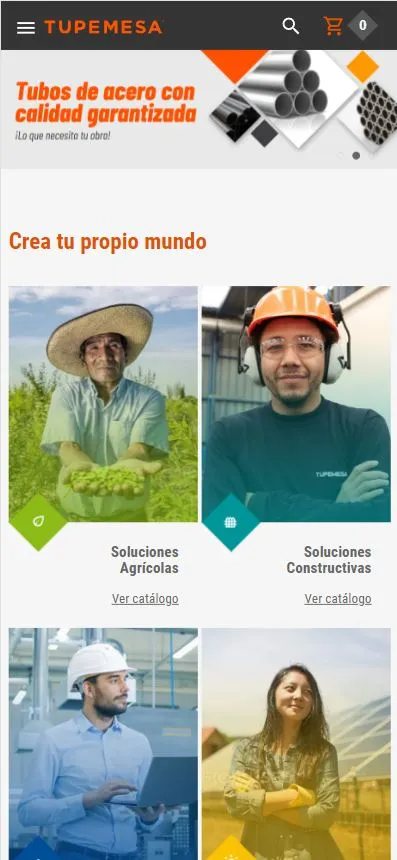 TUPEMESA
0
Tubos de acero con
calidad garantizada
¡Lo que necesita tu obra!
Crea tu propio mundo
TUPEMESA
Soluciones
Agrícolas
Ver catálogo
Soluciones
Constructivas
Ver catálogo